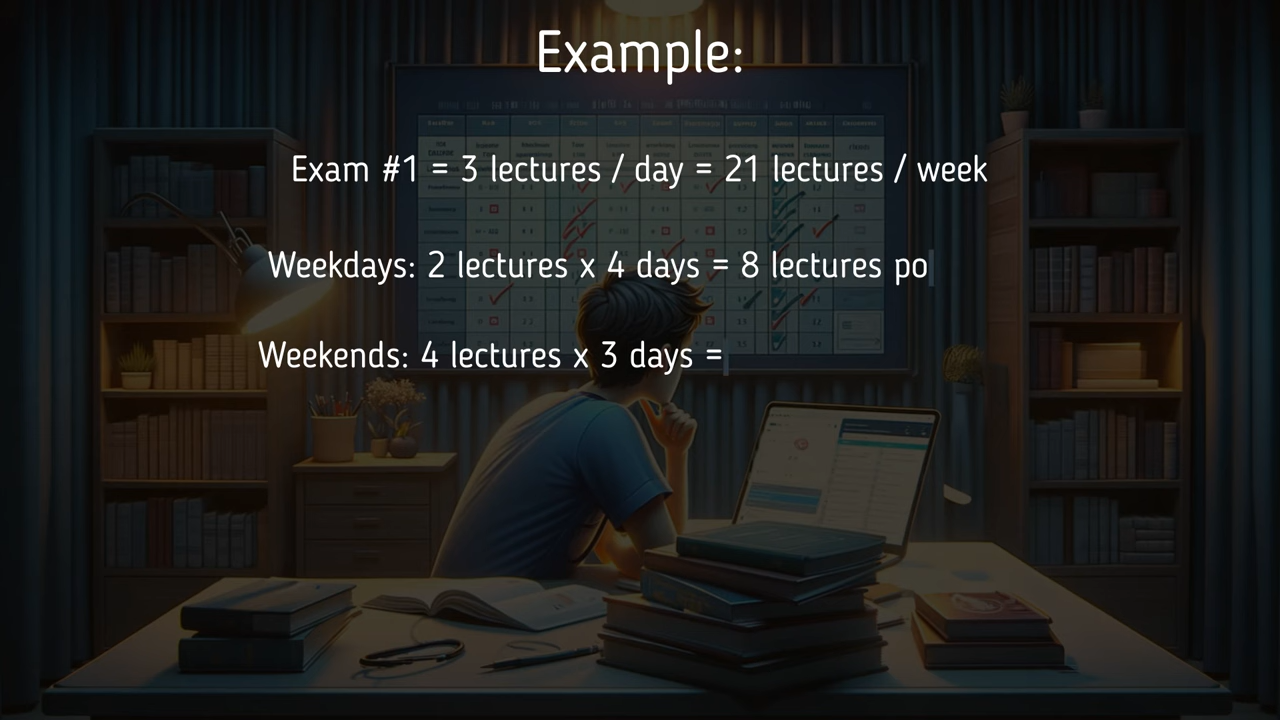 Example:
Exam #1 = 3 lectures / day = 21 lectures / week
Weekdays: 2 lectures x 4 days = 8 lectures po
Weekends: 4 lectures x 3 days =